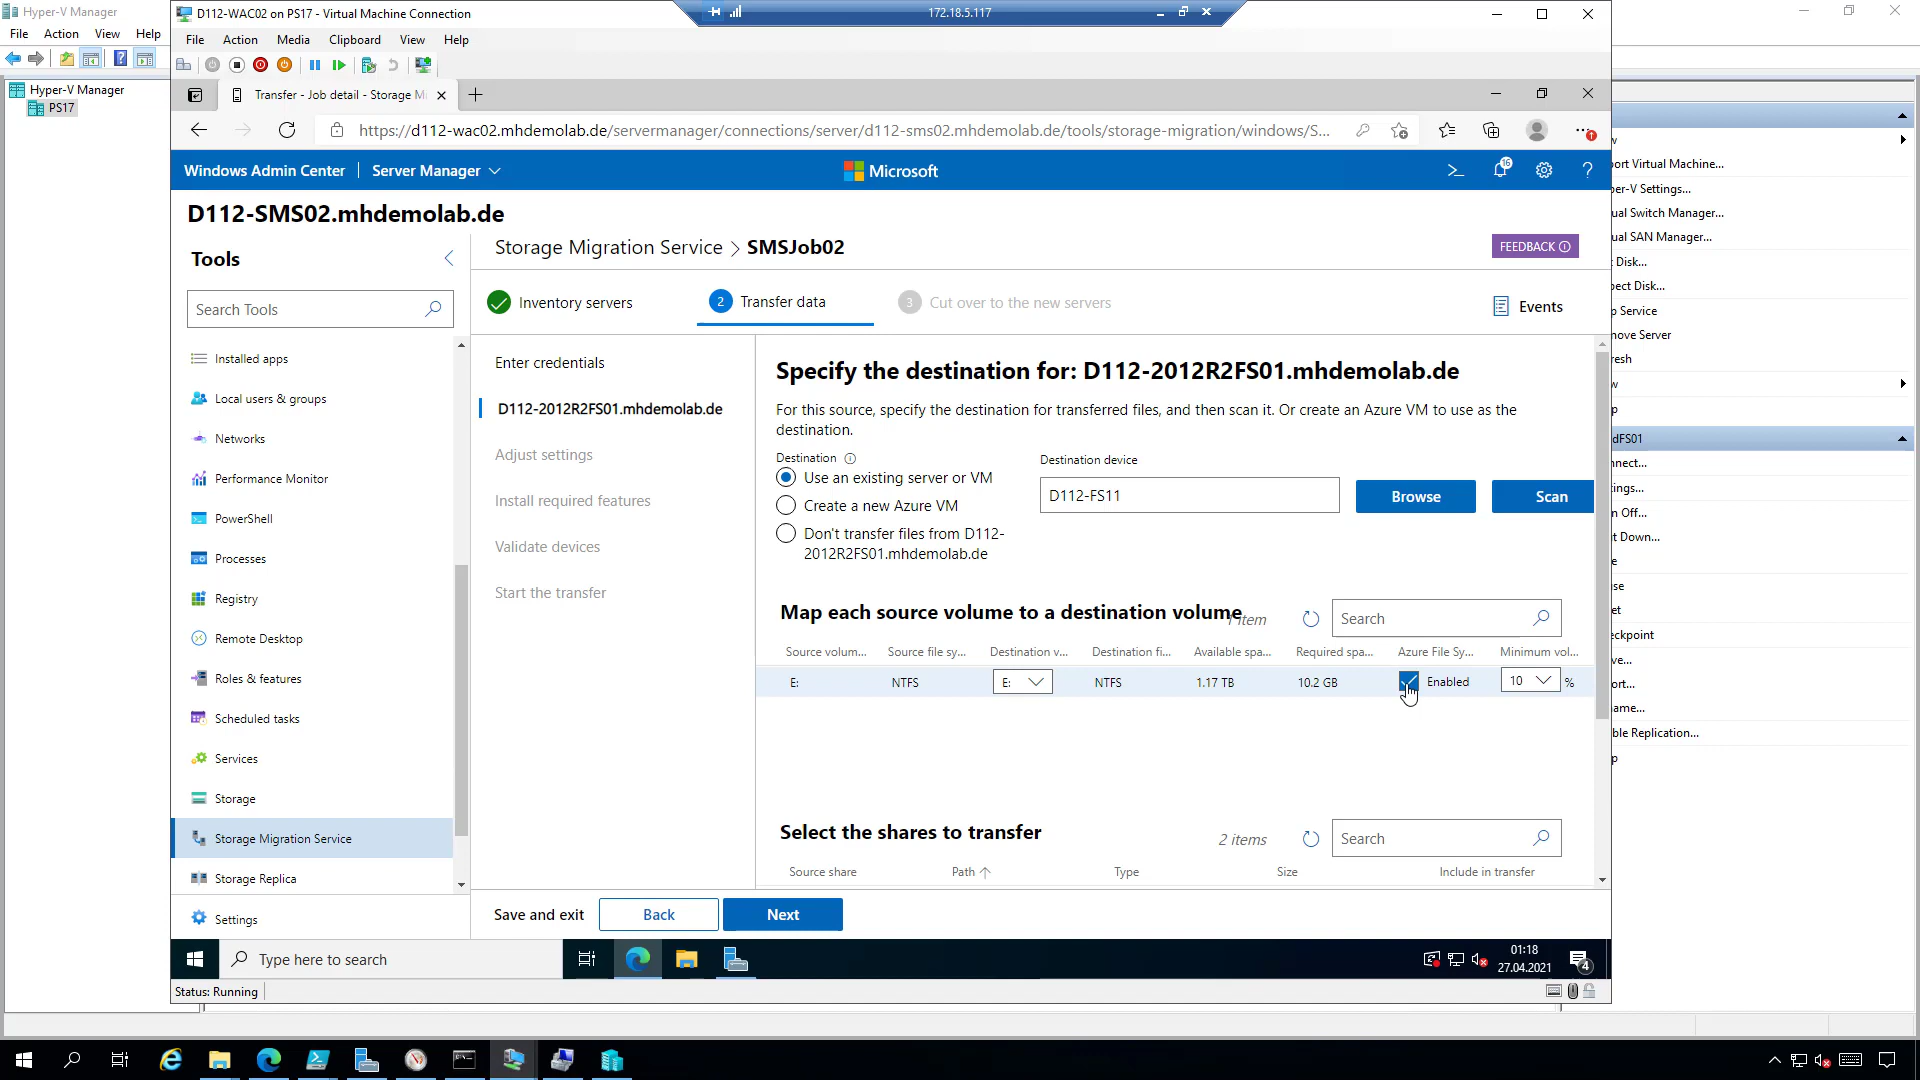 Hyper-V Manager
File Action View Help
Hyper-V Manager
PS17
D112-WAC02 on PS17 - Virtual Machine Connection
172.18.5.117
File Action Media Clipboard View Help
Transfer - Job detail - Storage M
https://d112-wac02.mhdemolab.de/servermanager/connections/server/d112-sms02.mhdemolab.de/tools/storage-migration/windows/S...
Windows Admin Center
Server Manager
Microsoft
16
D112-SMS02.mhdemolab.de
Tools
Search Tools
Installed apps
Local users & groups
Networks
Performance Monitor
PowerShell
Processes
Registry
Remote Desktop
Roles & features
Scheduled tasks
Services
Storage
Storage Migration Service
Storage Replica
Settings
Storage Migration Service > SMSJob02
FEEDBACK
Inventory servers
2 Transfer data
3 Cut over to the new servers
Events
Enter credentials
D112-2012R2FS01.mhdemolab.de
Adjust settings
Install required features
Validate devices
Start the transfer
Specify the destination for: D112-2012R2FS01.mhdemolab.de
For this source, specify the destination for transferred files, and then scan it. Or create an Azure VM to use as the
destination.
Destination
Use an existing server or VM
Create a new Azure VM
Don't transfer files from D112-
2012R2FS01.mhdemolab.de
Destination device
D112-FS11
Browse
Scan
Map each source volume to a destination volume
1 item
Search
Source volum... Source file sy... Destination v... Destination fi... Available spa... Required spa... Azure File Sy... Minimum vol...
E: NTFS E: NTFS 1.17 TB 10.2 GB Enabled 10 %
Select the shares to transfer
2 items
Search
Source share Path Type Size Include in transfer
Save and exit
Back
Next
Type here to search
01:18
27.04.2021
4
Status: Running
w
ort Virtual Machine...
er-V Settings...
ual Switch Manager...
ual SAN Manager...
t Disk...
pect Disk...
p Service
nove Server
resh
w
p
dFS01
nnect...
tings...
n Off...
t Down...
e
use
et
eckpoint
ve...
ort...
ame...
ble Replication...
p